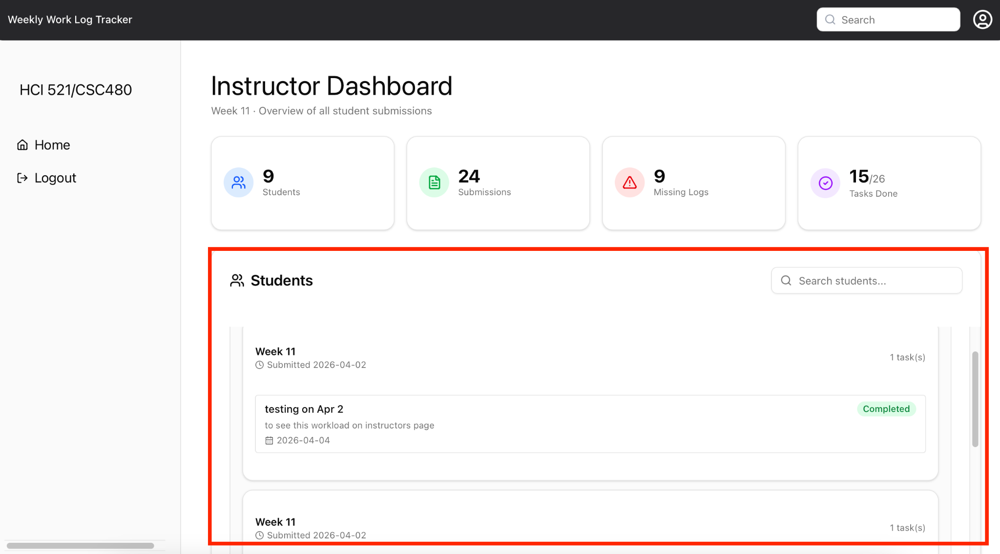 Weekly Work Log Tracker
Search
HCI 521/CSC480
Home
Logout
Instructor Dashboard
Week 11 · Overview of all student submissions
9
Students
24
Submissions
9
Missing Logs
15/26
Tasks Done
Students
Search students...
Week 11
Submitted 2026-04-02
1 task(s)
testing on Apr 2
Completed
to see this workload on instructors page
2026-04-04
Week 11
Submitted 2026-04-02
1 task(s)